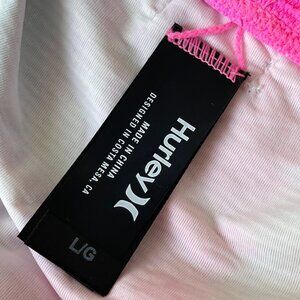 Hurley
MADE IN CHINA
DESIGNED IN COSTA MESA, CA
L/G